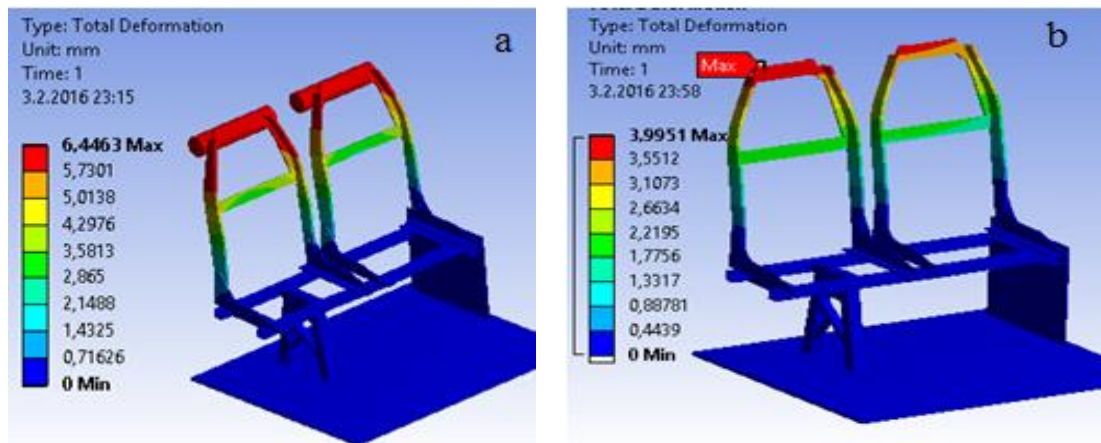 Type: Total Deformation
Unit: mm
Time: 1
3.2.2016 23:15
a
6,4463 Max
5,7301
5,0138
4,2976
3,5813
2,865
2,1488
1,4325
0,71626
0 Min
Type: Total Deformation
Unit: mm
Time: 1
3.2.2016 23:58
b
Max
3,9951 Max
3,5512
3,1073
2,6634
2,2195
1,7756
1,3317
0,88781
0,4439
0 Min